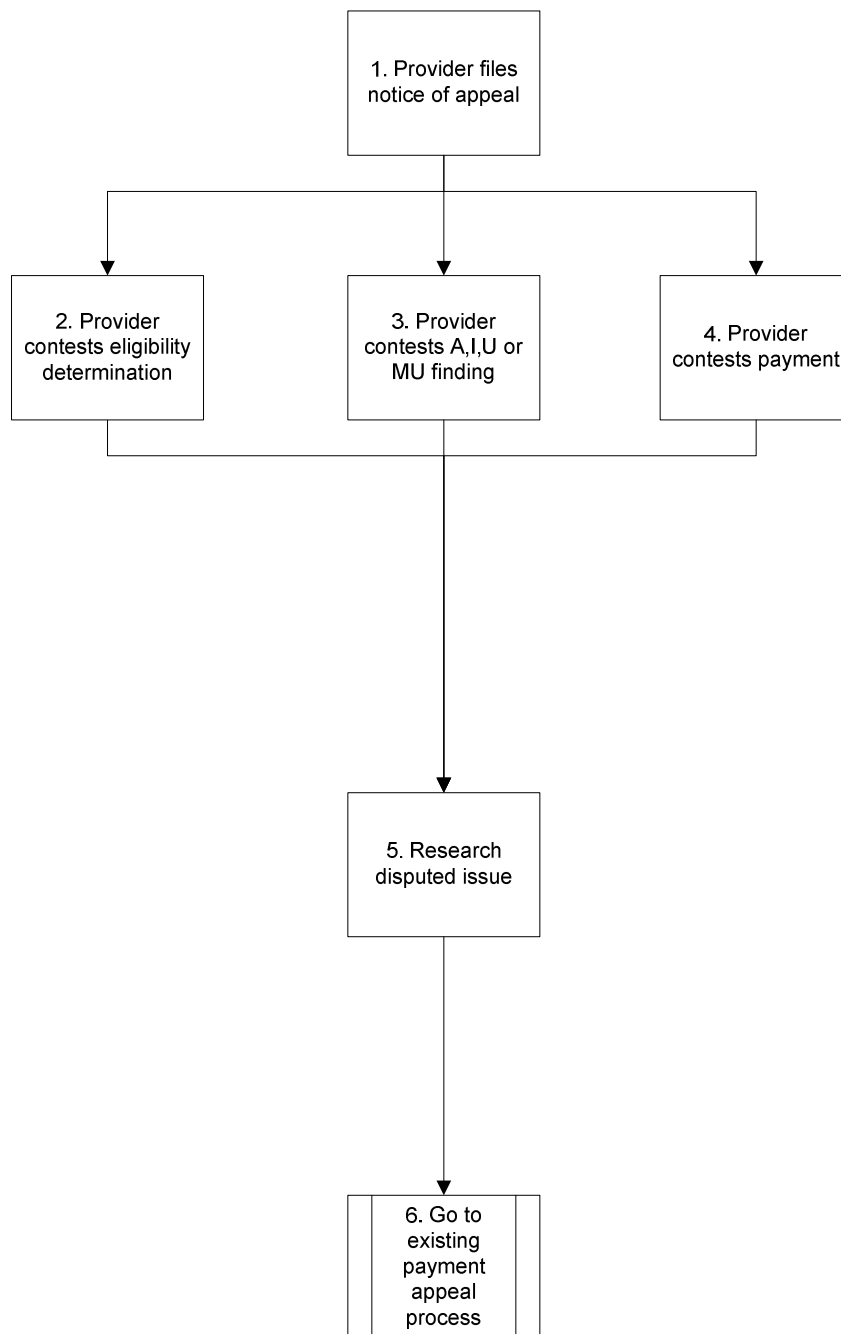 1. Provider files
notice of appeal
2. Provider
contests eligibility
determination
3. Provider
contests A,I,U or
MU finding
4. Provider
contests payment
5. Research
disputed issue
6. Go to
existing
payment
appeal
process